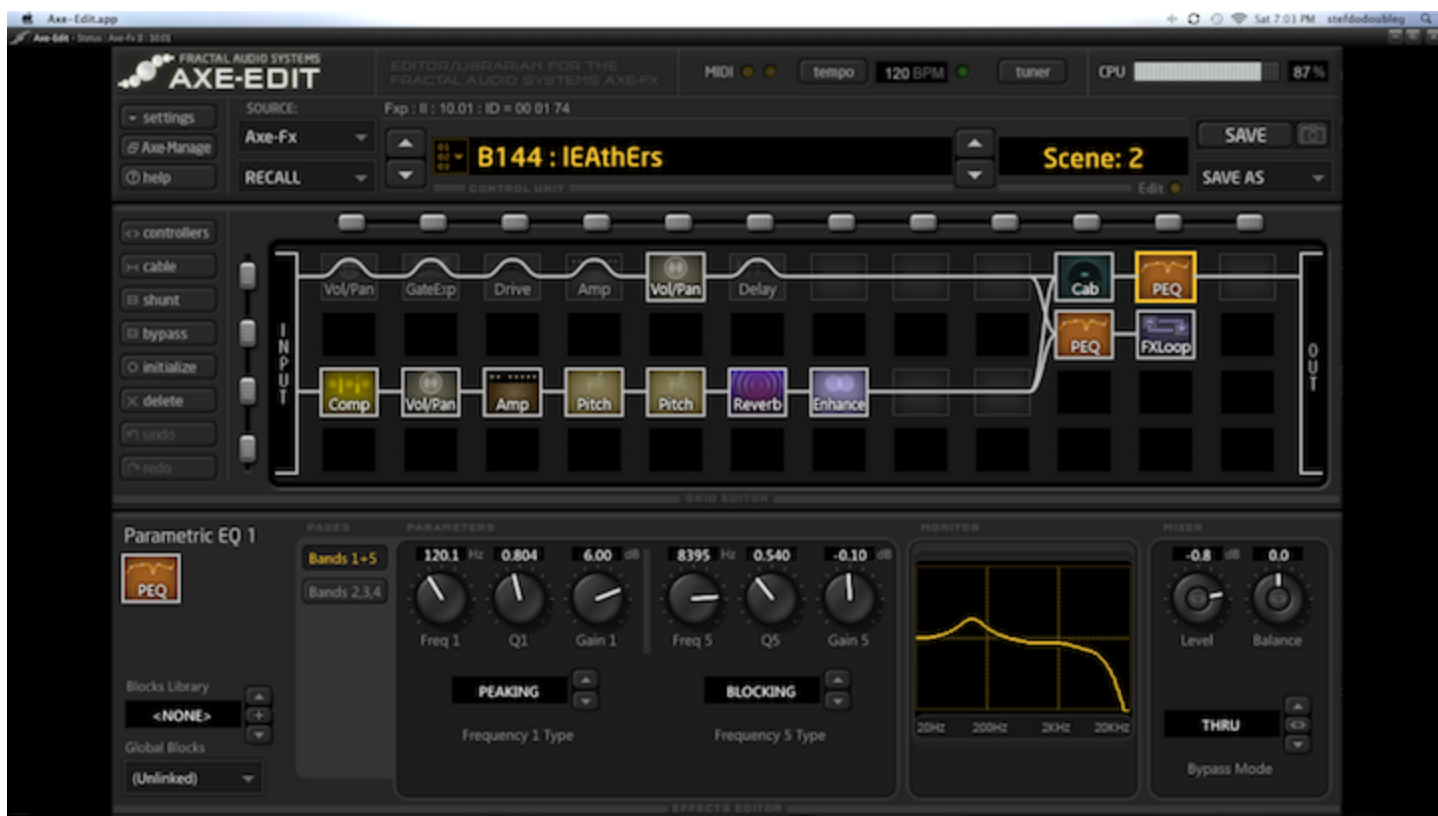 Axe-Edit.app
Sat 7:03 PM stefdodoubleg
Axe-Edit - Status : Axe-Fx II : 10.01
FRACTAL AUDIO SYSTEMS
AXE-EDIT
EDITOR/LIBRARIAN FOR THE
FRACTAL AUDIO SYSTEMS AXE-FX
MIDI
tempo
120 BPM
tuner
CPU
87 %
settings
Axe-Manage
help
SOURCE:
Axe-Fx
RECALL
Fxp : II : 10.01 : ID = 00 01 74
B144 : lEAthErs
CONTROL UNIT
Scene: 2
Edit
SAVE
SAVE AS
controllers
cable
shunt
bypass
initialize
delete
undo
redo
INPUT
Vol/Pan GateExp Drive Amp Vol/Pan Delay Cab PEQ
PEQ FXLoop
Comp Vol/Pan Amp Pitch Pitch Reverb Enhance
OUT
GRID EDITOR
Parametric EQ 1
PEQ
Blocks Library
<NONE>
Global Blocks
(Unlinked)
PAGES
Bands 1+5
Bands 2,3,4
PARAMETERS
120.1 Hz 0.804 6.00 dB 8395 Hz 0.540 -0.10 dB
Freq 1 Q1 Gain 1 Freq 5 Q5 Gain 5
PEAKING
BLOCKING
Frequency 1 Type
Frequency 5 Type
MONITOR
20Hz 200Hz 2KHz 20KHz
MIXER
-0.8 dB 0.0
Level Balance
THRU
Bypass Mode
EFFECTS EDITOR